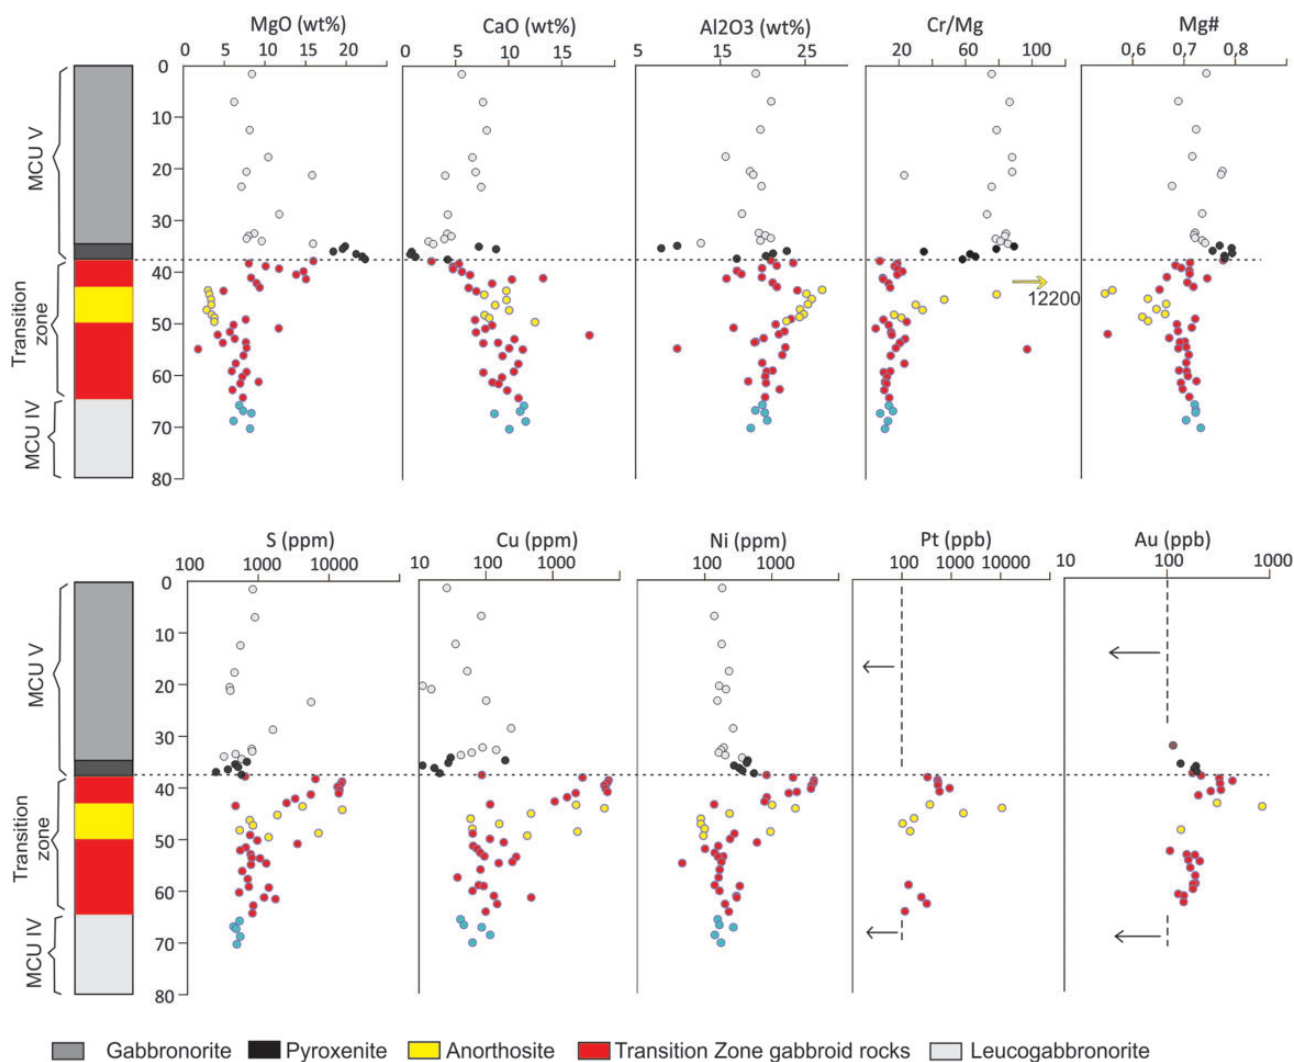 MgO (wt%) CaO (wt%) Al2O3 (wt%) Cr/Mg Mg#
0 5 10 15 20 0 5 10 15 5 15 25 20 60 100 0,6 0,7 0,8
0
10
20
30
40
50
60
70
80
MCU V
Transition
zone
MCU IV
12200
S (ppm) Cu (ppm) Ni (ppm) Pt (ppb) Au (ppb)
100 1000 10000 10 100 1000 100 1000 100 1000 10000 10 100 1000
0
10
20
30
40
50
60
70
80
MCU V
Transition
zone
MCU IV
Gabbronorite Pyroxenite Anorthosite Transition Zone gabbroid rocks Leucogabbronorite